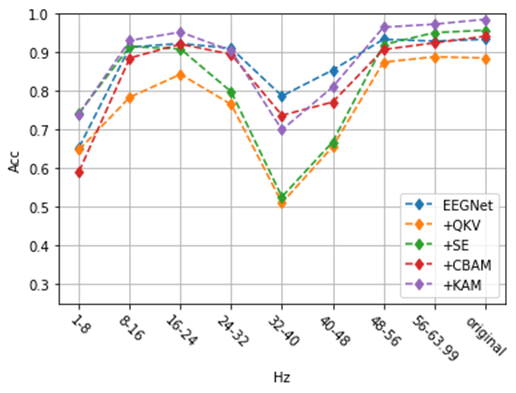 1.0
0.9
0.8
0.7
0.6
0.5
0.4
0.3
Acc
EEGNet
+QKV
+SE
+CBAM
+KAM
1-8
8-16
16-24
24-32
32-40
40-48
48-56
56-63.99
original
Hz